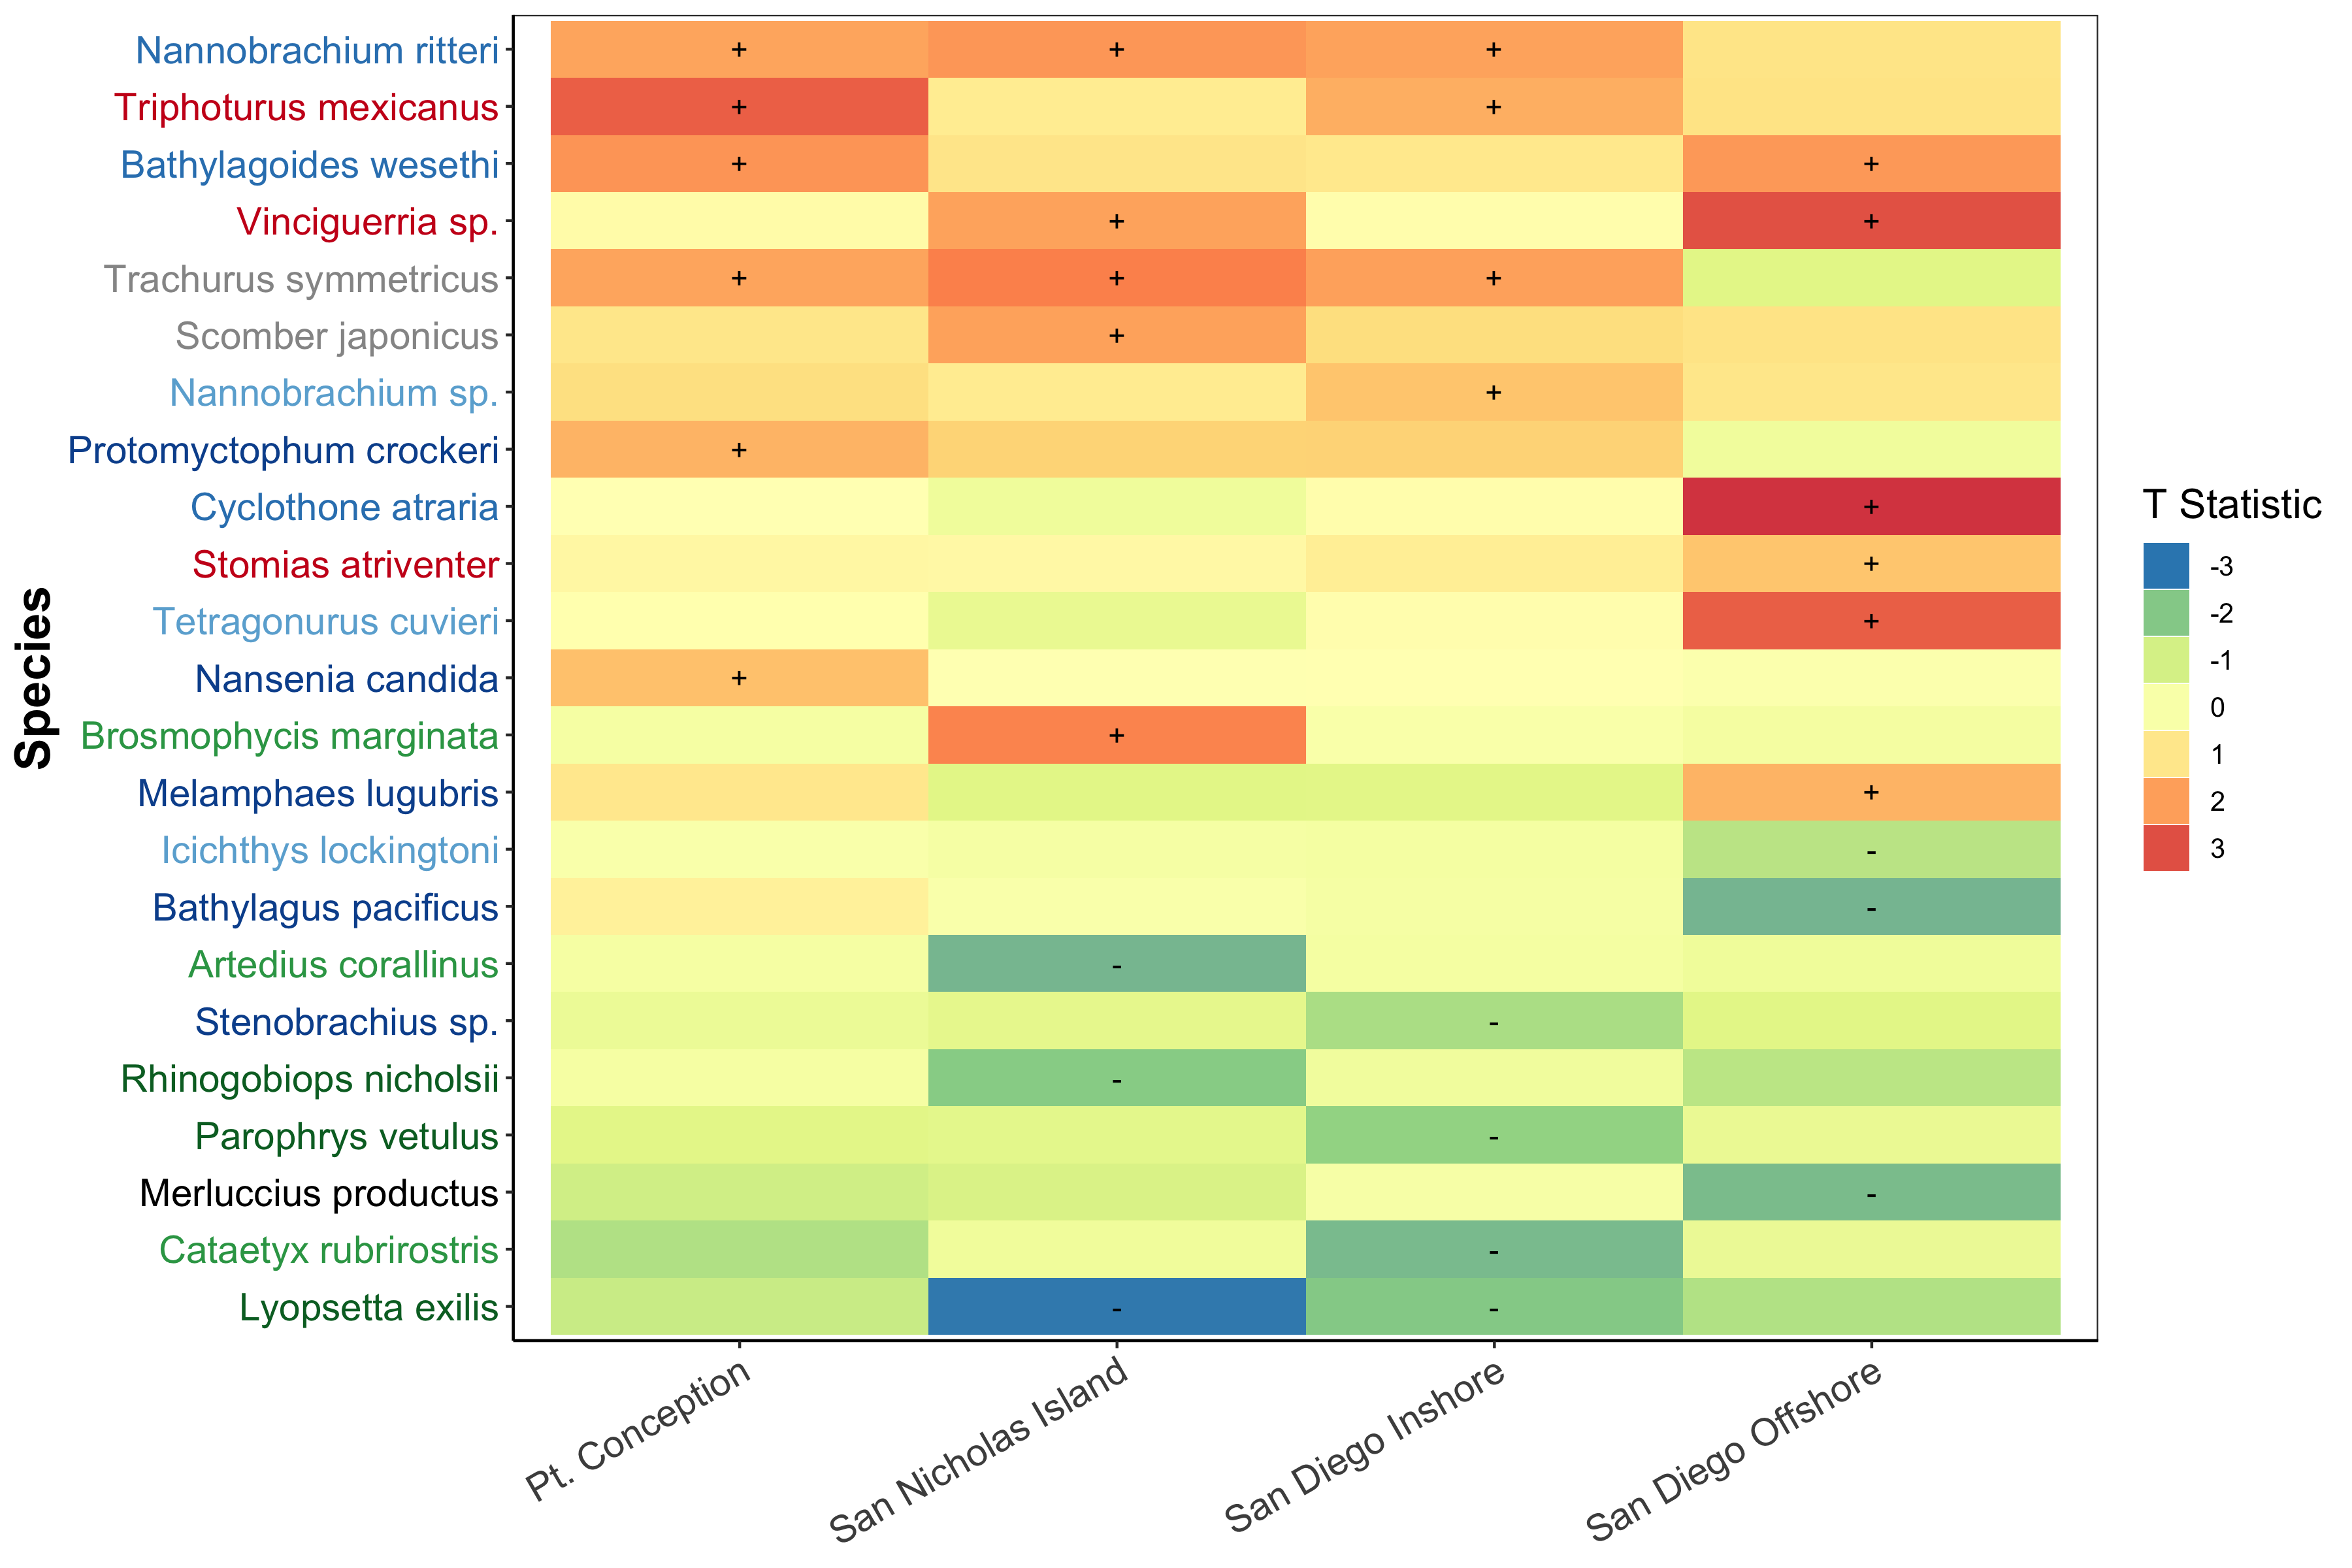 Species
Nannobrachium ritteri + + +
Triphoturus mexicanus + +
Bathylagoides wesethi + +
Vinciguerria sp. + +
Trachurus symmetricus + + +
Scomber japonicus +
Nannobrachium sp. +
Protomyctophum crockeri +
Cyclothone atraria +
Stomias atriventer +
Tetragonurus cuvieri +
Nansenia candida +
Brosmophycis marginata +
Melamphaes lugubris +
Icichthys lockingtoni -
Bathylagus pacificus -
Artedius corallinus -
Stenobrachius sp. -
Rhinogobiops nicholsii -
Parophrys vetulus -
Merluccius productus -
Cataetyx rubrirostris -
Lyopsetta exilis - -
Pt. Conception
San Nicholas Island
San Diego Inshore
San Diego Offshore
T Statistic
-3
-2
-1
0
1
2
3